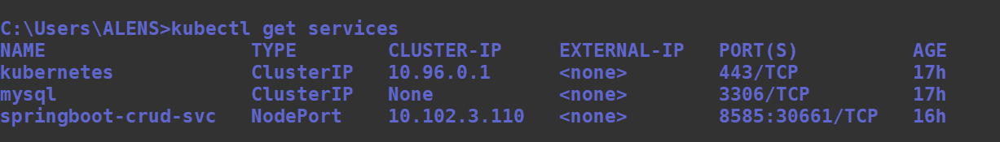 C:\Users\ALENS>kubectl get services
NAME TYPE CLUSTER-IP EXTERNAL-IP PORT(S) AGE
kubernetes ClusterIP 10.96.0.1 <none> 443/TCP 17h
mysql ClusterIP None <none> 3306/TCP 17h
springboot-crud-svc NodePort 10.102.3.110 <none> 8585:30661/TCP 16h